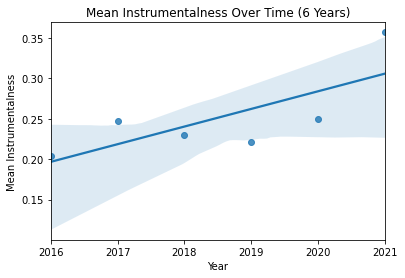 Mean Instrumentalness Over Time (6 Years)
0.35
0.30
0.25
0.20
0.15
Mean Instrumentalness
2016 2017 2018 2019 2020 2021
Year